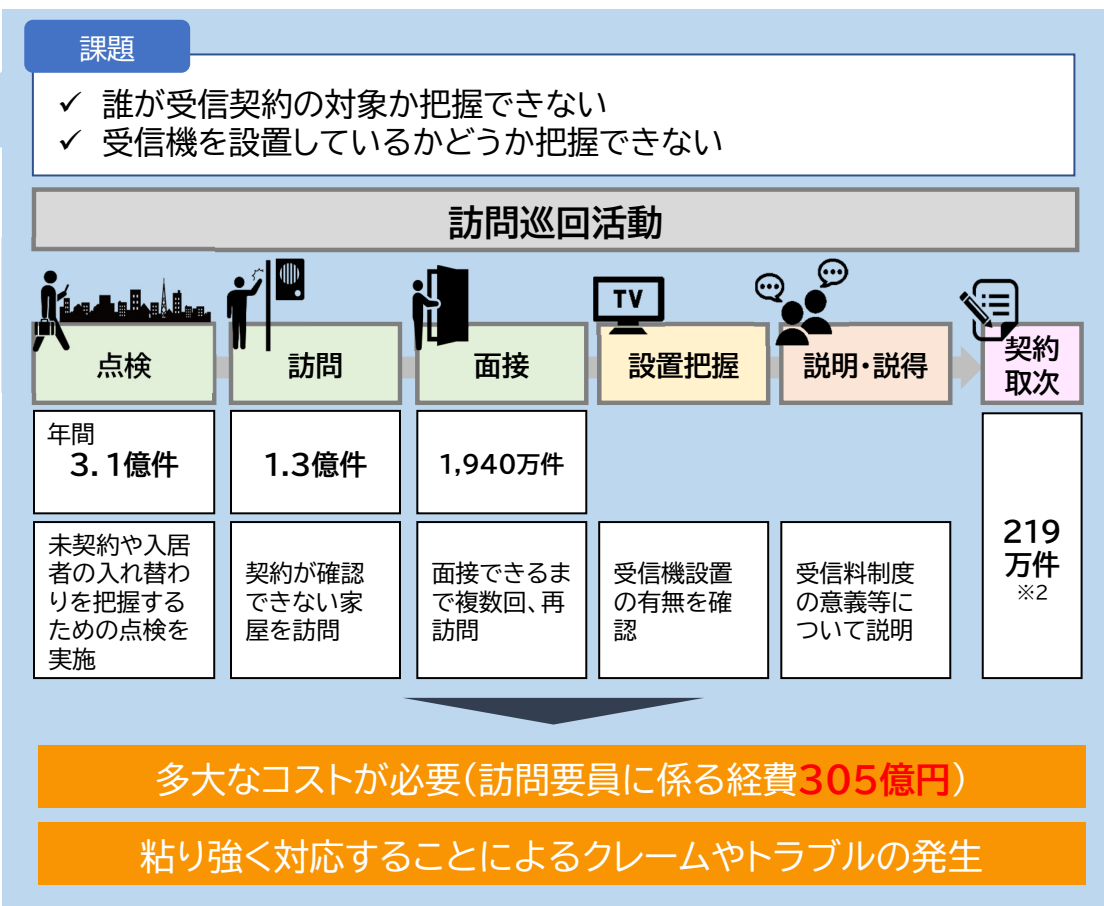 課題
✓ 誰が受信契約の対象か把握できない
✓ 受信機を設置しているかどうか把握できない
訪問巡回活動
TV
点検
訪問
面接
設置把握
説明・説得
契約
取次
年間
3.1億件
1.3億件
1,940万件
219
万件
※2
未契約や入居
者の入れ替わ
りを把握する
ための点検を
実施
契約が確認
できない家
屋を訪問
面接できるま
で複数回、再
訪問
受信機設置
の有無を確
認
受信料制度
の意義等に
ついて説明
多大なコストが必要(訪問要員に係る経費305億円)
粘り強く対応することによるクレームやトラブルの発生